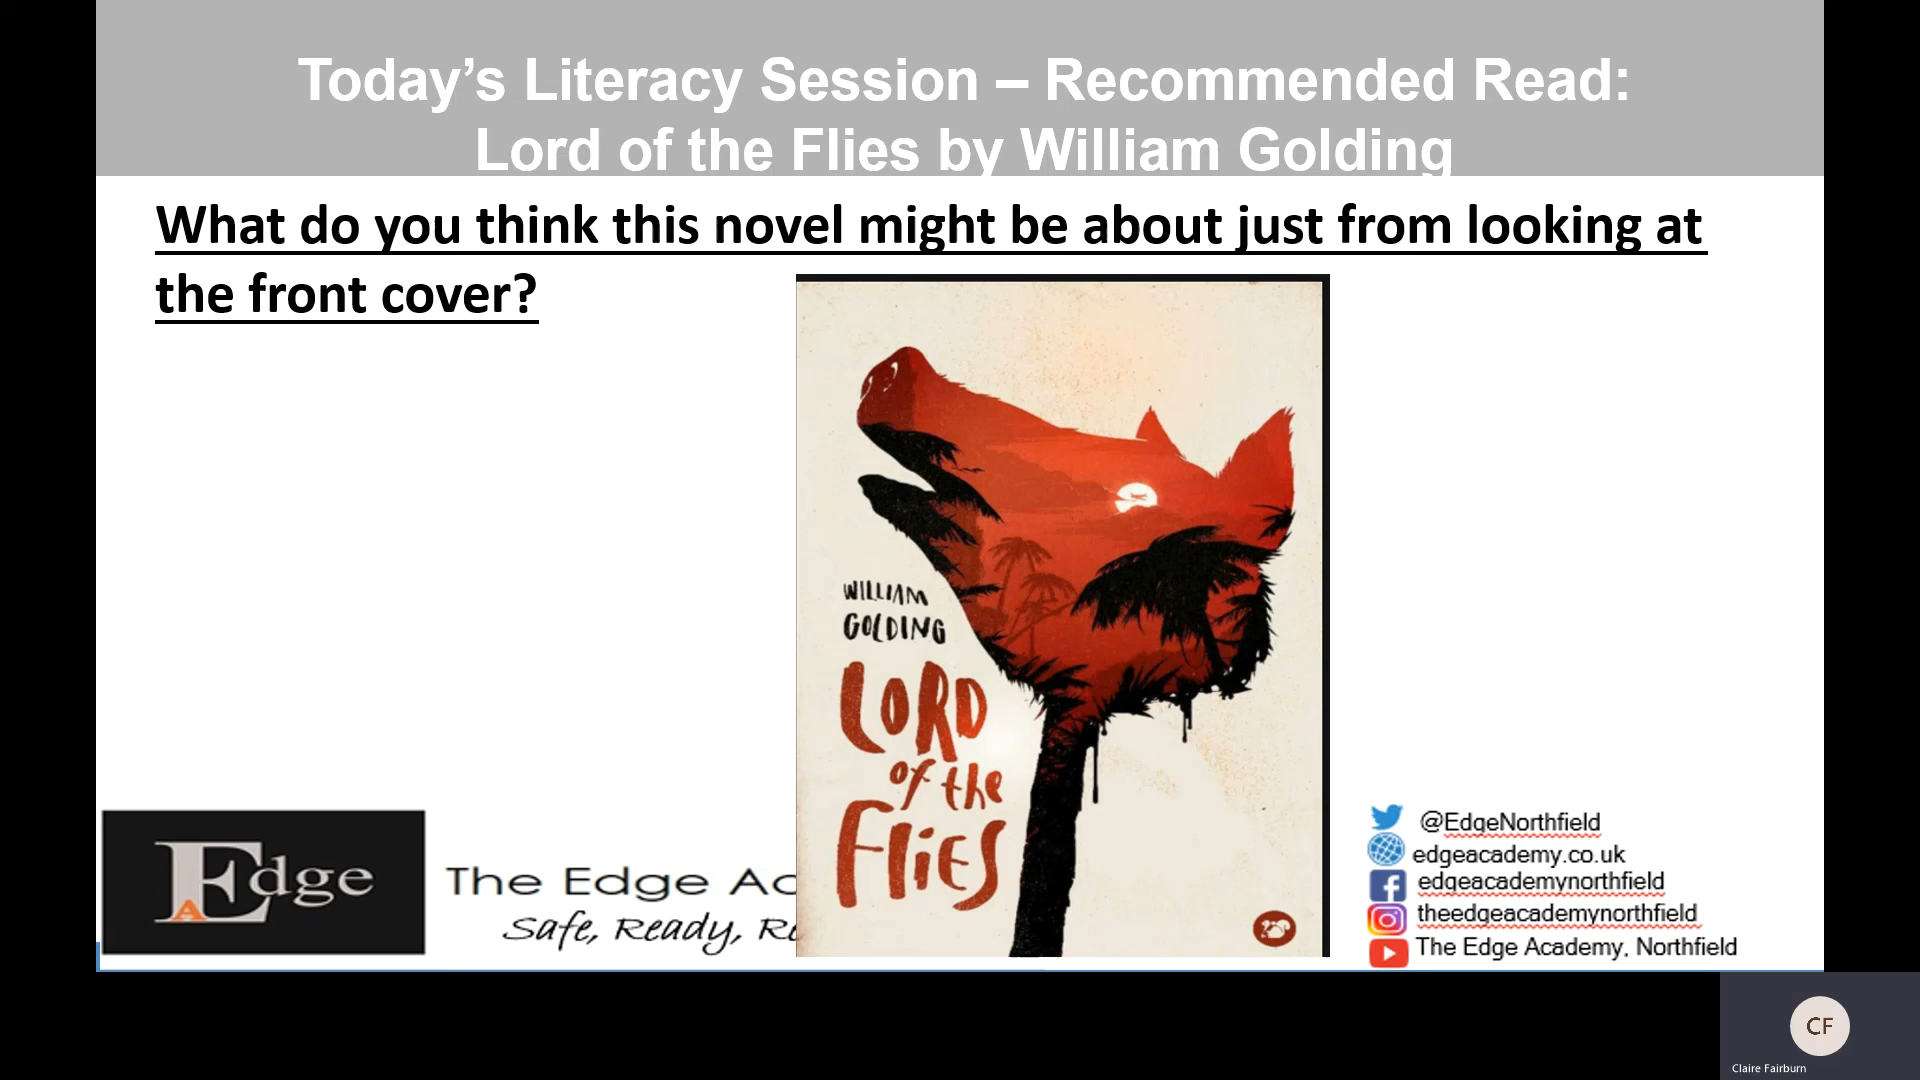 Today’s Literacy Session – Recommended Read:
Lord of the Flies by William Golding
What do you think this novel might be about just from looking at
the front cover?
WILLIAM
GOLDING
LORD
of the
FLiES
Edge
A
The Edge Ac
Safe, Ready,
@EdgeNorthfield
edgeacademy.co.uk
edgeacademynorthfield
theedgeacademynorthfield
The Edge Academy, Northfield
CF
Claire Fairburn